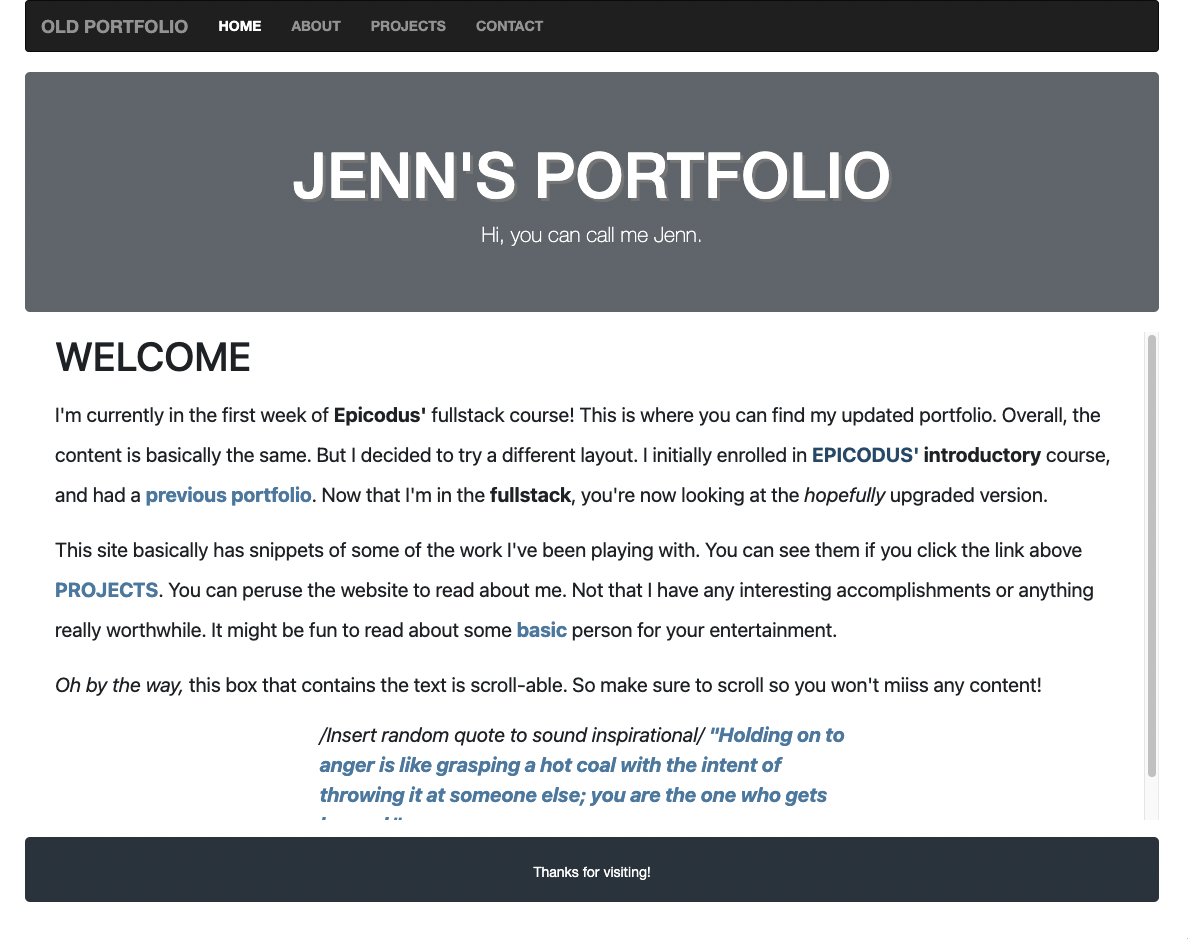 OLD PORTFOLIO HOME ABOUT PROJECTS CONTACT
JENN'S PORTFOLIO
Hi, you can call me Jenn.
WELCOME
I'm currently in the first week of Epicodus' fullstack course! This is where you can find my updated portfolio. Overall, the
content is basically the same. But I decided to try a different layout. I initially enrolled in EPICODUS' introductory course,
and had a previous portfolio. Now that I'm in the fullstack, you're now looking at the hopefully upgraded version.
This site basically has snippets of some of the work I've been playing with. You can see them if you click the link above
PROJECTS. You can peruse the website to read about me. Not that I have any interesting accomplishments or anything
really worthwhile. It might be fun to read about some basic person for your entertainment.
Oh by the way, this box that contains the text is scroll-able. So make sure to scroll so you won't miiss any content!
/Insert random quote to sound inspirational/ "Holding on to
anger is like grasping a hot coal with the intent of
throwing it at someone else; you are the one who gets
Thanks for visiting!